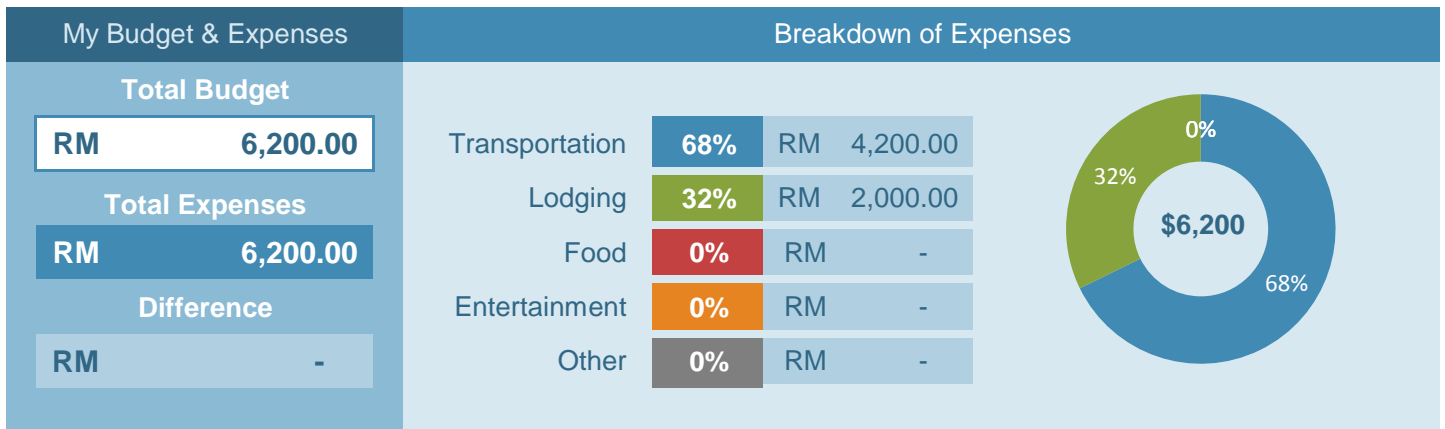 My Budget & Expenses
Breakdown of Expenses
Total Budget
RM 6,200.00
Total Expenses
RM 6,200.00
Difference
RM -
Transportation 68% RM 4,200.00
Lodging 32% RM 2,000.00
Food 0% RM -
Entertainment 0% RM -
Other 0% RM -
0%
32%
$6,200
68%